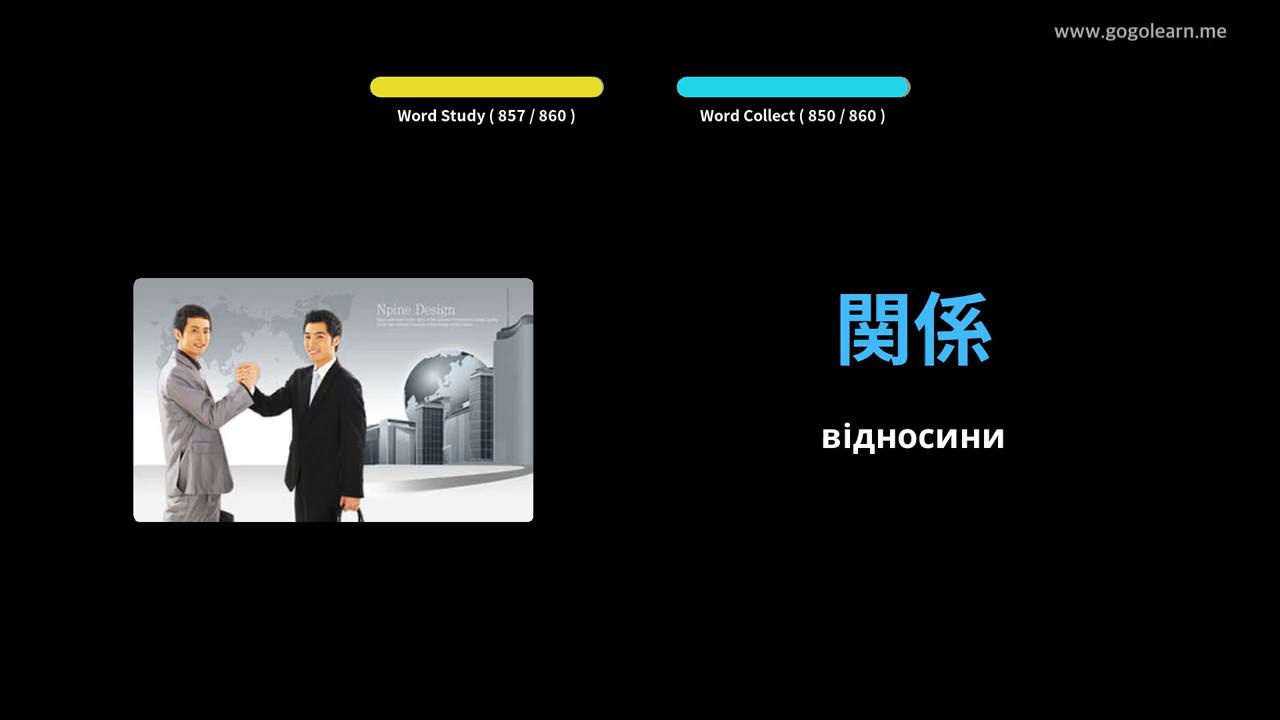 www.gogolearn.me
Word Study ( 857 / 860 )
Word Collect ( 850 / 860 )
Npine Design
関係
відносини